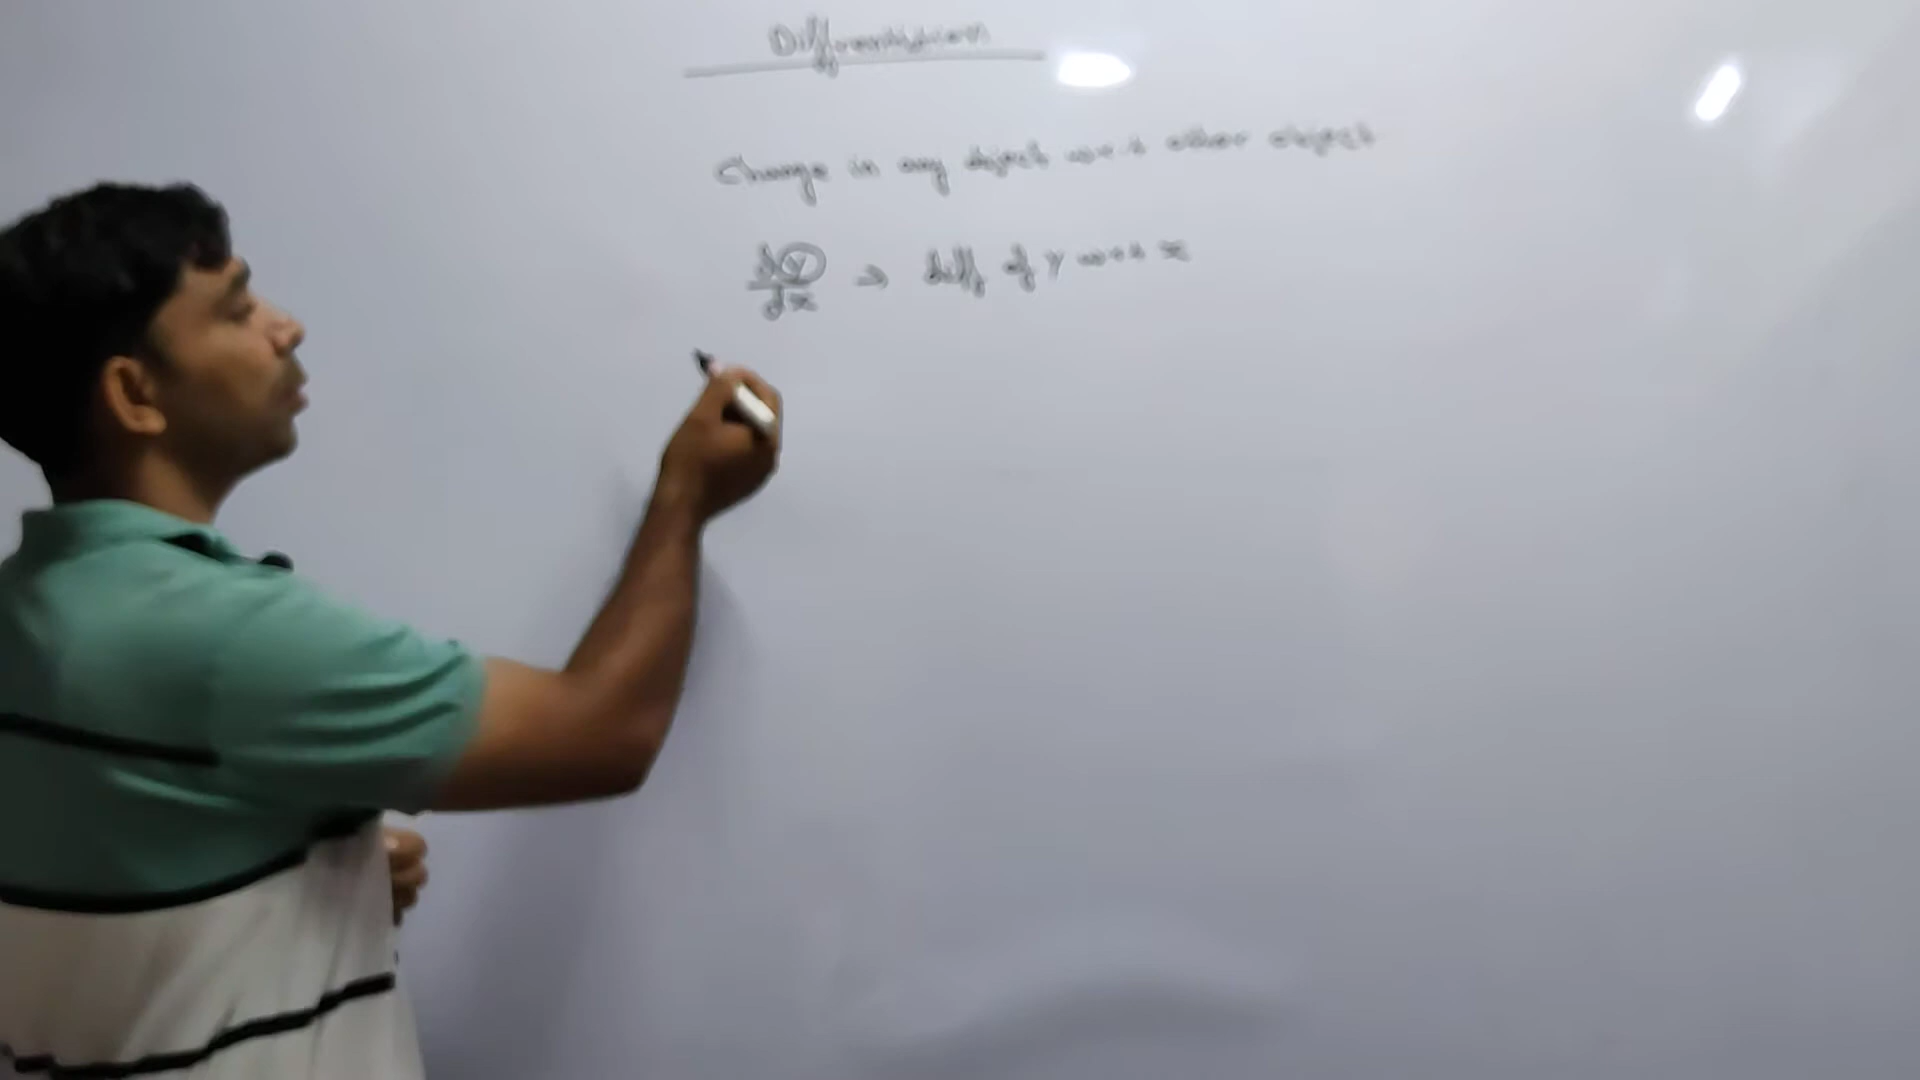 Differentiation
Change in any object w.r.t other object
dy/dx ⇒ diff of y w.r.t x